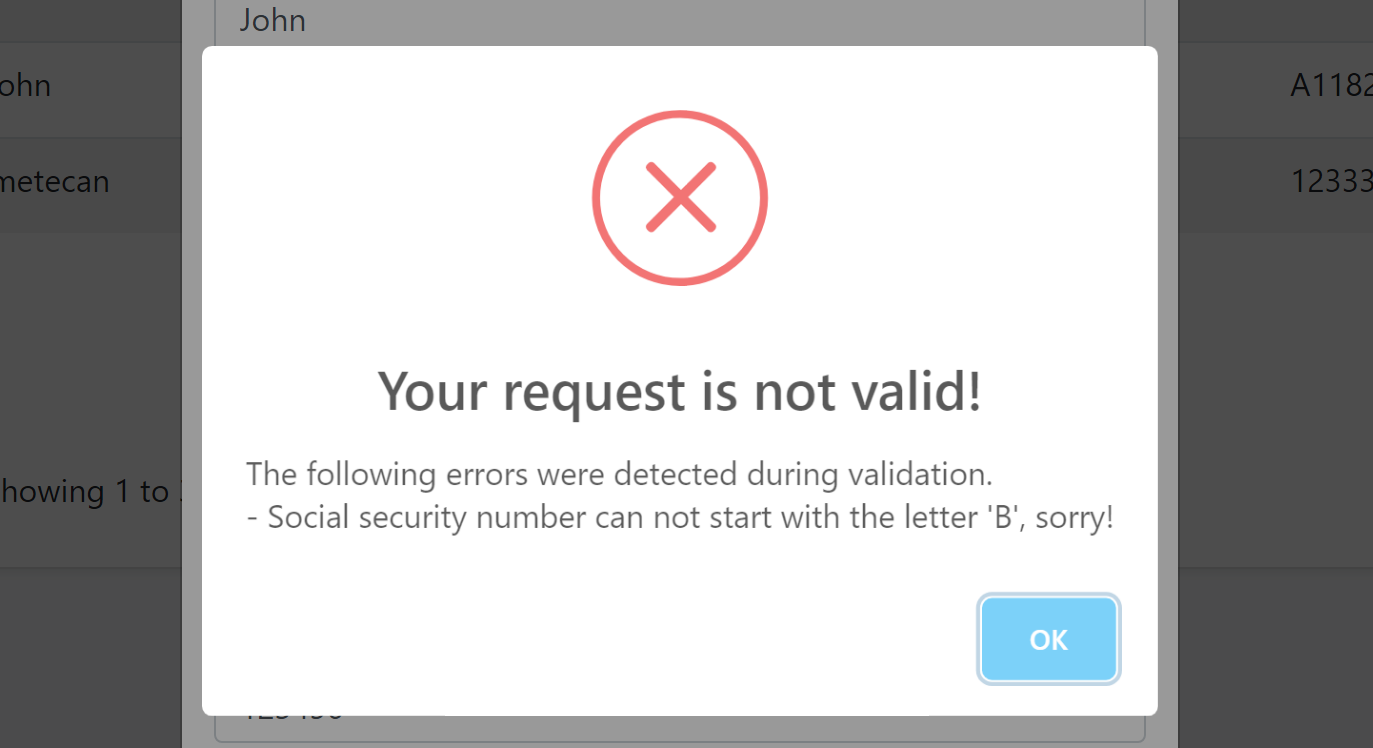 John
ohn
A1182
metecan
12333
Your request is not valid!
The following errors were detected during validation.
- Social security number can not start with the letter 'B', sorry!
howing 1 to
OK